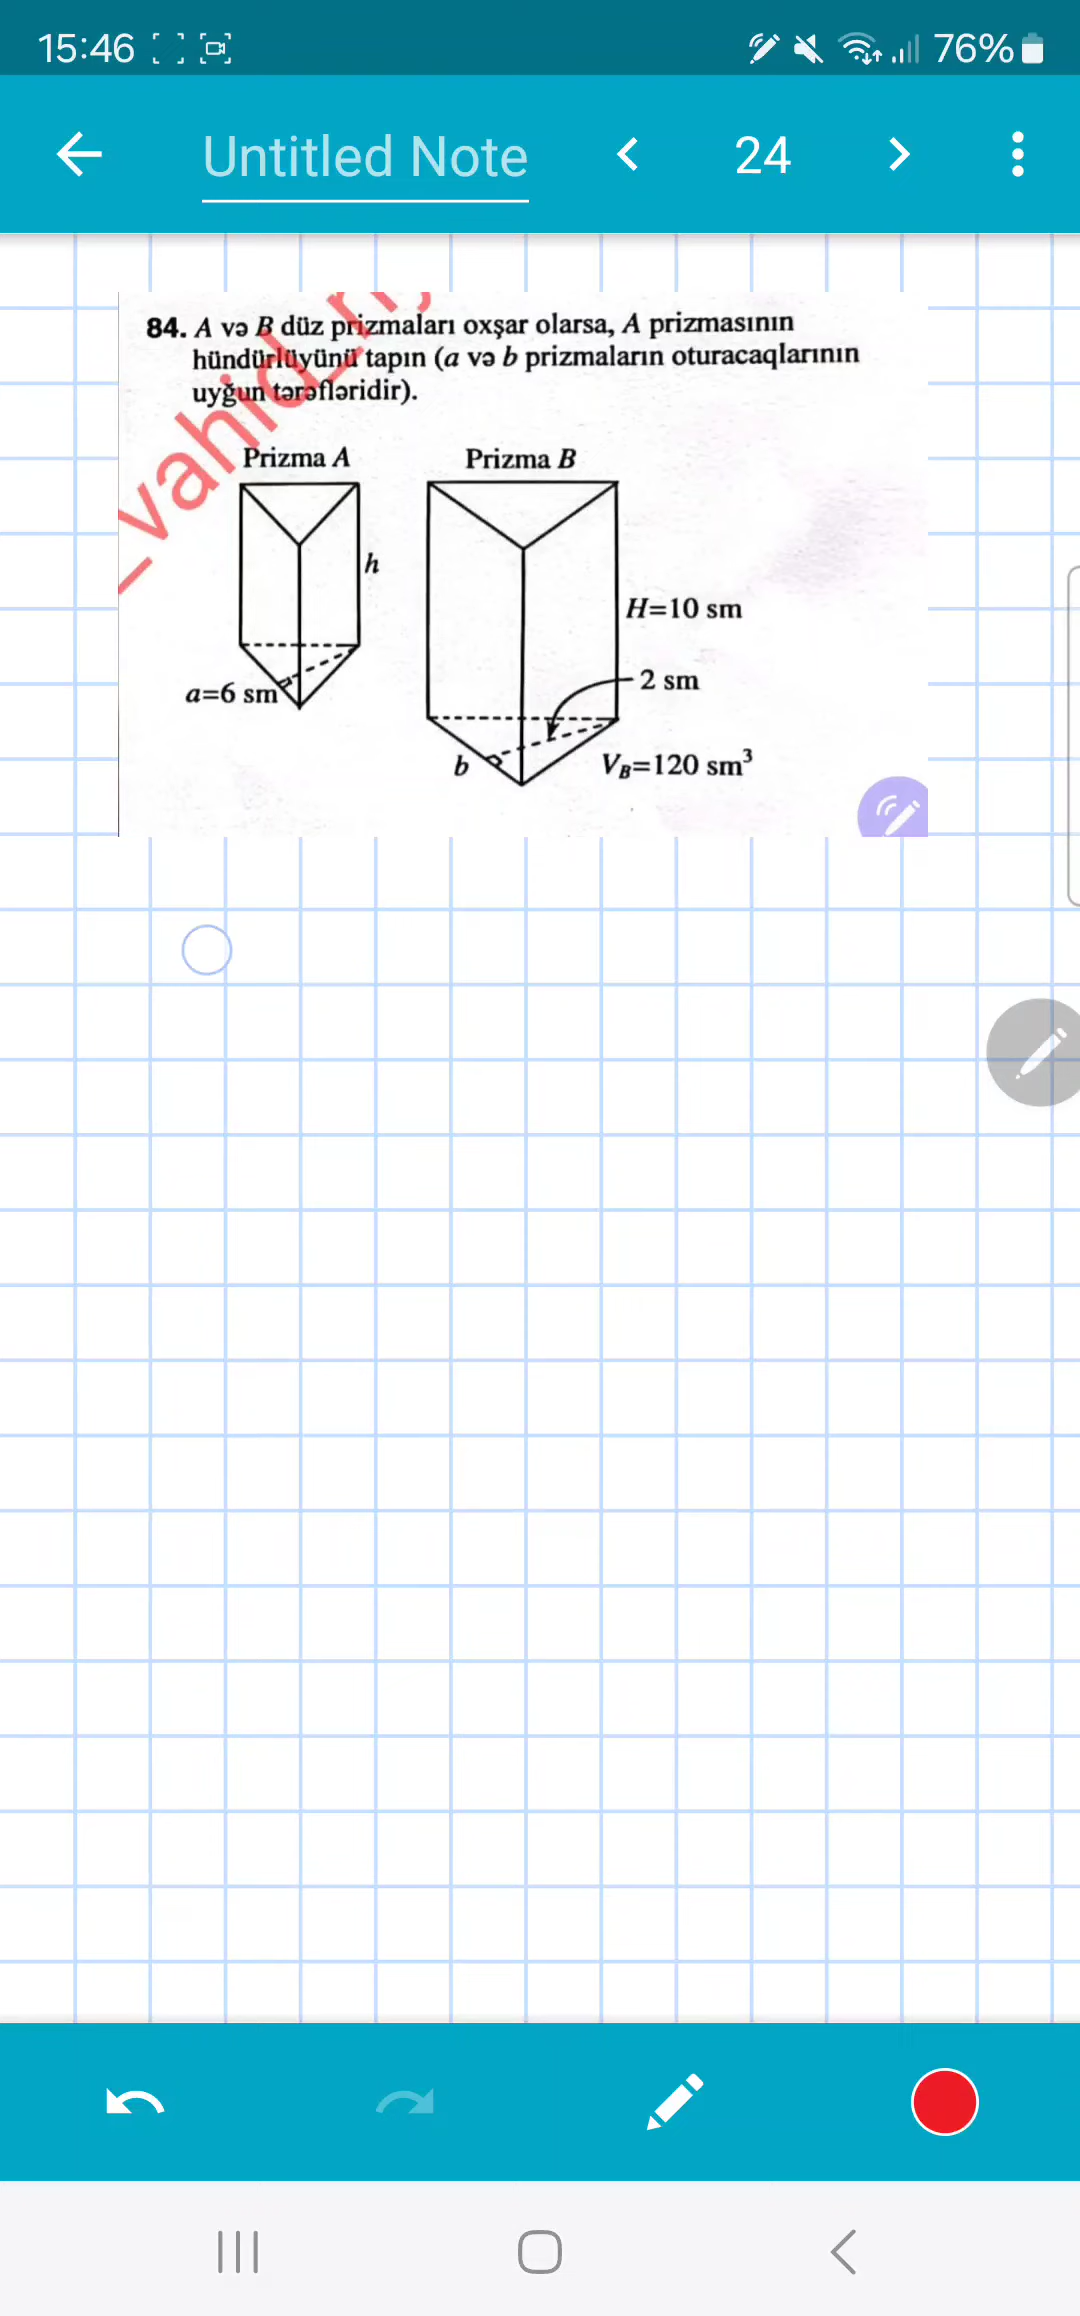 15:46
76%
Untitled Note
24
_vahid_
84. A və B düz prizmaları oxşar olarsa, A prizmasının
hündürlüyünü tapın (a və b prizmaların oturacaqlarının
uyğun tərəfləridir).
Prizma A
Prizma B
h
H=10 sm
2 sm
a=6 sm
b
V_B=120 sm³